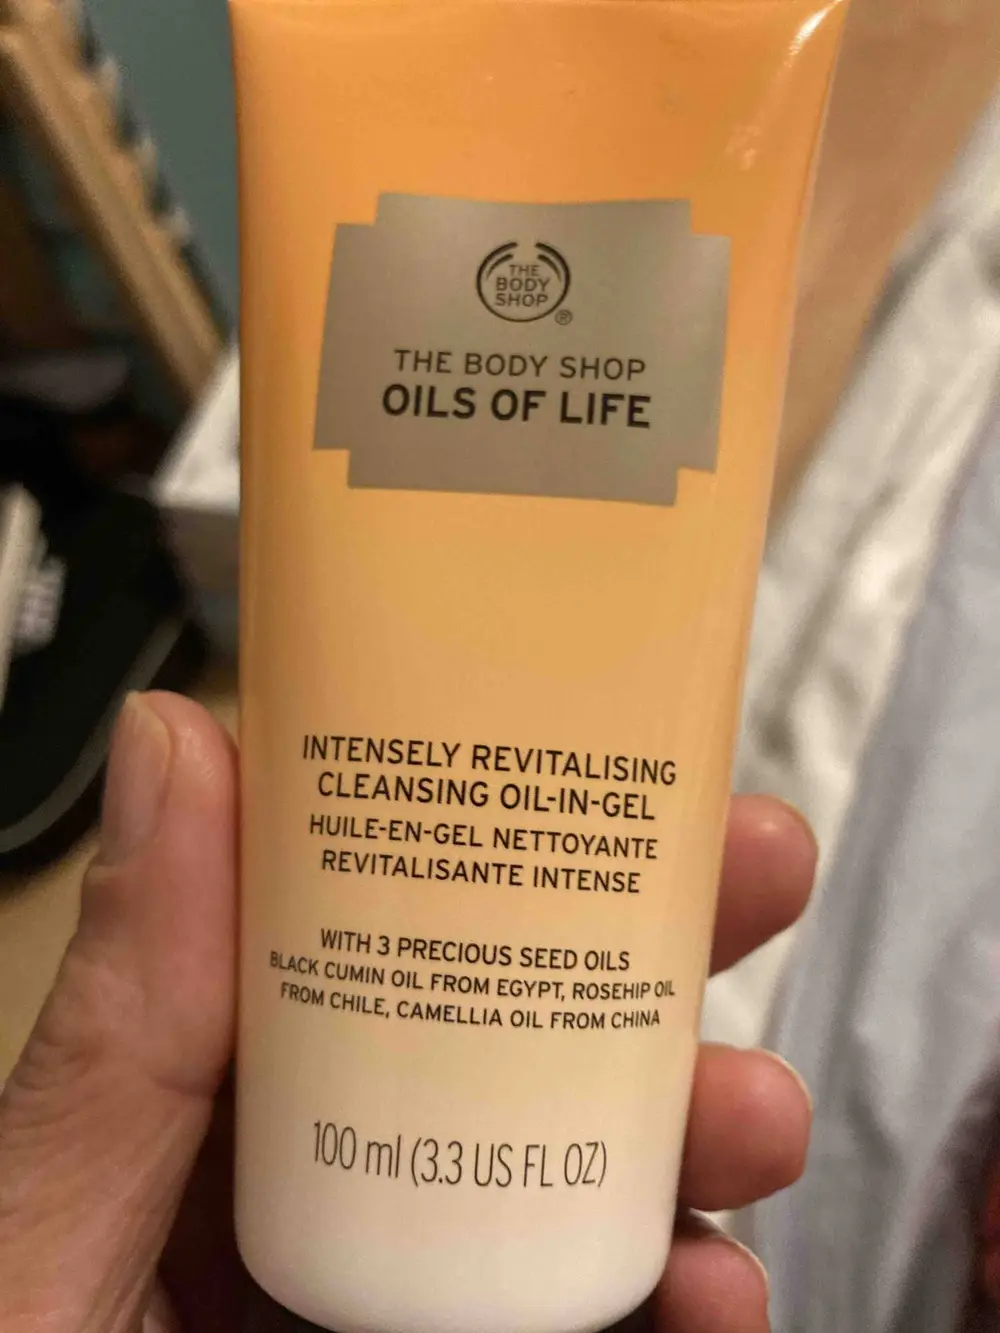 THE
BODY
SHOP
®
THE BODY SHOP
OILS OF LIFE
INTENSELY REVITALISING
CLEANSING OIL-IN-GEL
HUILE-EN-GEL NETTOYANTE
REVITALISANTE INTENSE
WITH 3 PRECIOUS SEED OILS
BLACK CUMIN OIL FROM EGYPT, ROSEHIP OIL
FROM CHILE, CAMELLIA OIL FROM CHINA
100 ml (3.3 US FL OZ)